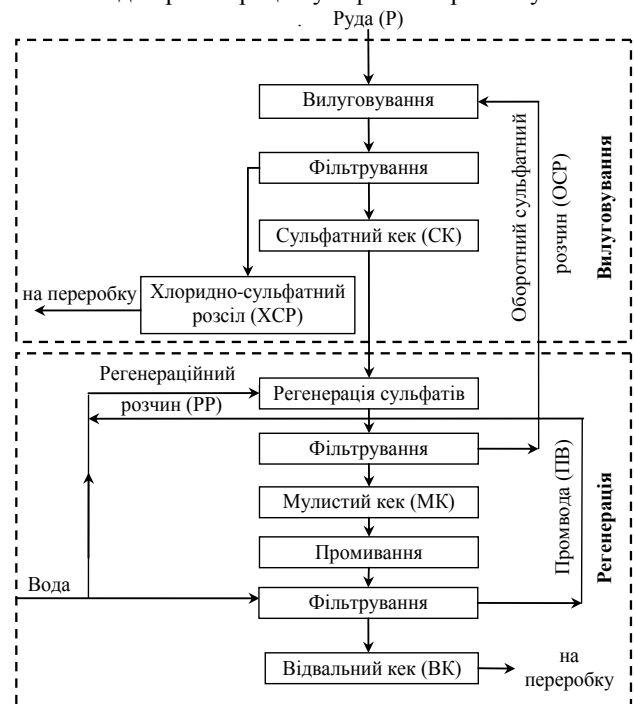 Руда (Р)
Вилуговування
Фільтрування
Сульфатний кек (СК)
Хлоридно-сульфатний
розсіл (ХСР)
на переробку
Оборотний сульфатний
розчин (ОСР)
Вилуговування
Регенераційний
розчин (РР)
Регенерація сульфатів
Фільтрування
Мулистий кек (МК)
Промивання
Вода
Фільтрування
Промвода (ПВ)
Регенерація
Відвальний кек (ВК)
на
переробку